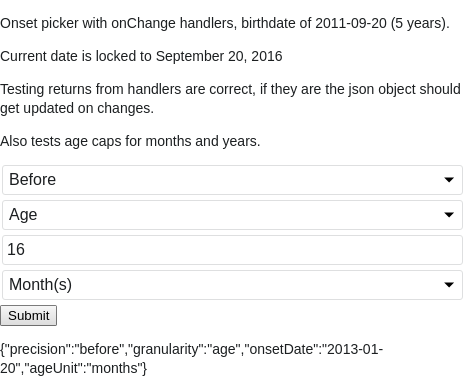 Onset picker with onChange handlers, birthdate of 2011-09-20 (5 years).
Current date is locked to September 20, 2016
Testing returns from handlers are correct, if they are the json object should
get updated on changes.
Also tests age caps for months and years.
Before
Age
16
Month(s)
Submit
{"precision":"before","granularity":"age","onsetDate":"2013-01-
20","ageUnit":"months"}